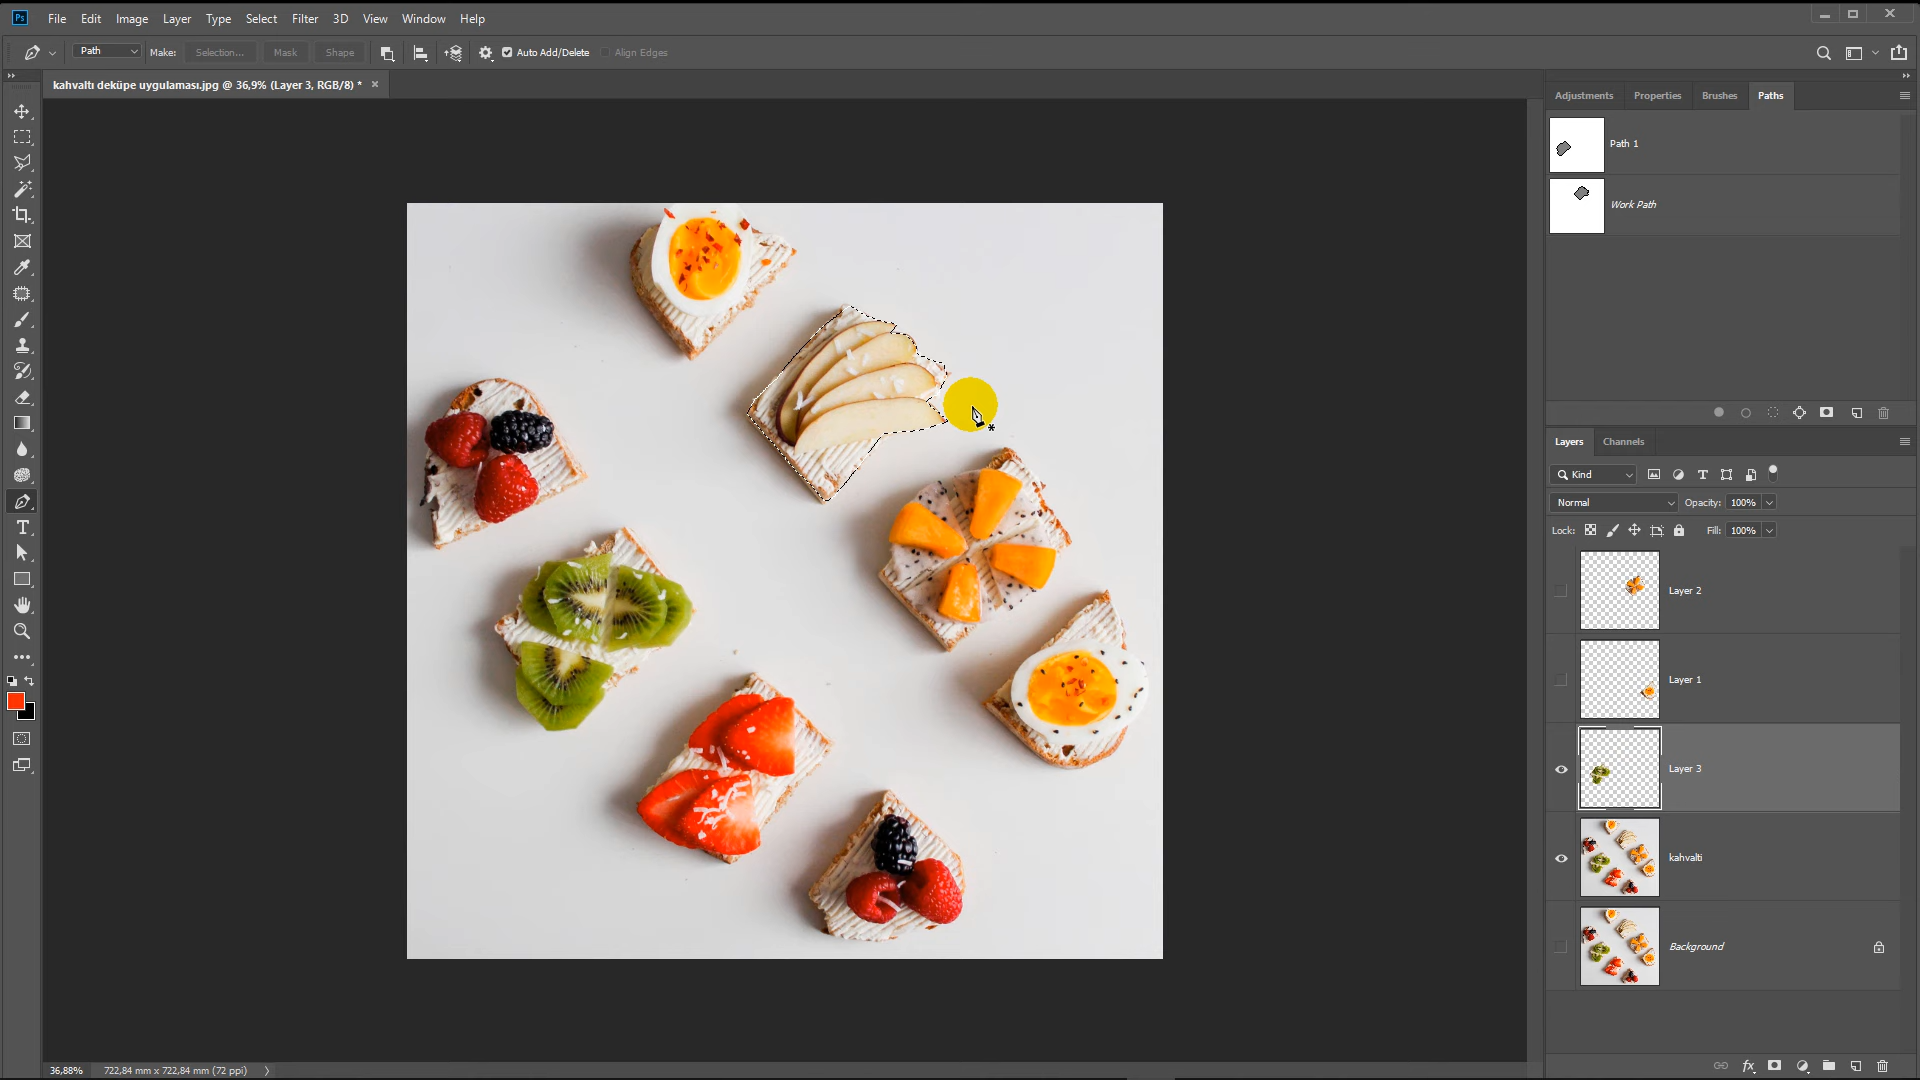 Ps File Edit Image Layer Type Select Filter 3D View Window Help
Path Make: Selection... Mask Shape Auto Add/Delete Align Edges
kahvaltı deküpe uygulaması.jpg @ 36,9% (Layer 3, RGB/8) *
Adjustments Properties Brushes Paths
Path 1
Work Path
Layers Channels
Kind
Normal Opacity: 100%
Lock: Fill: 100%
Layer 2
Layer 1
Layer 3
kahvalti
Background
36,88% 722,84 mm x 722,84 mm (72 ppi)